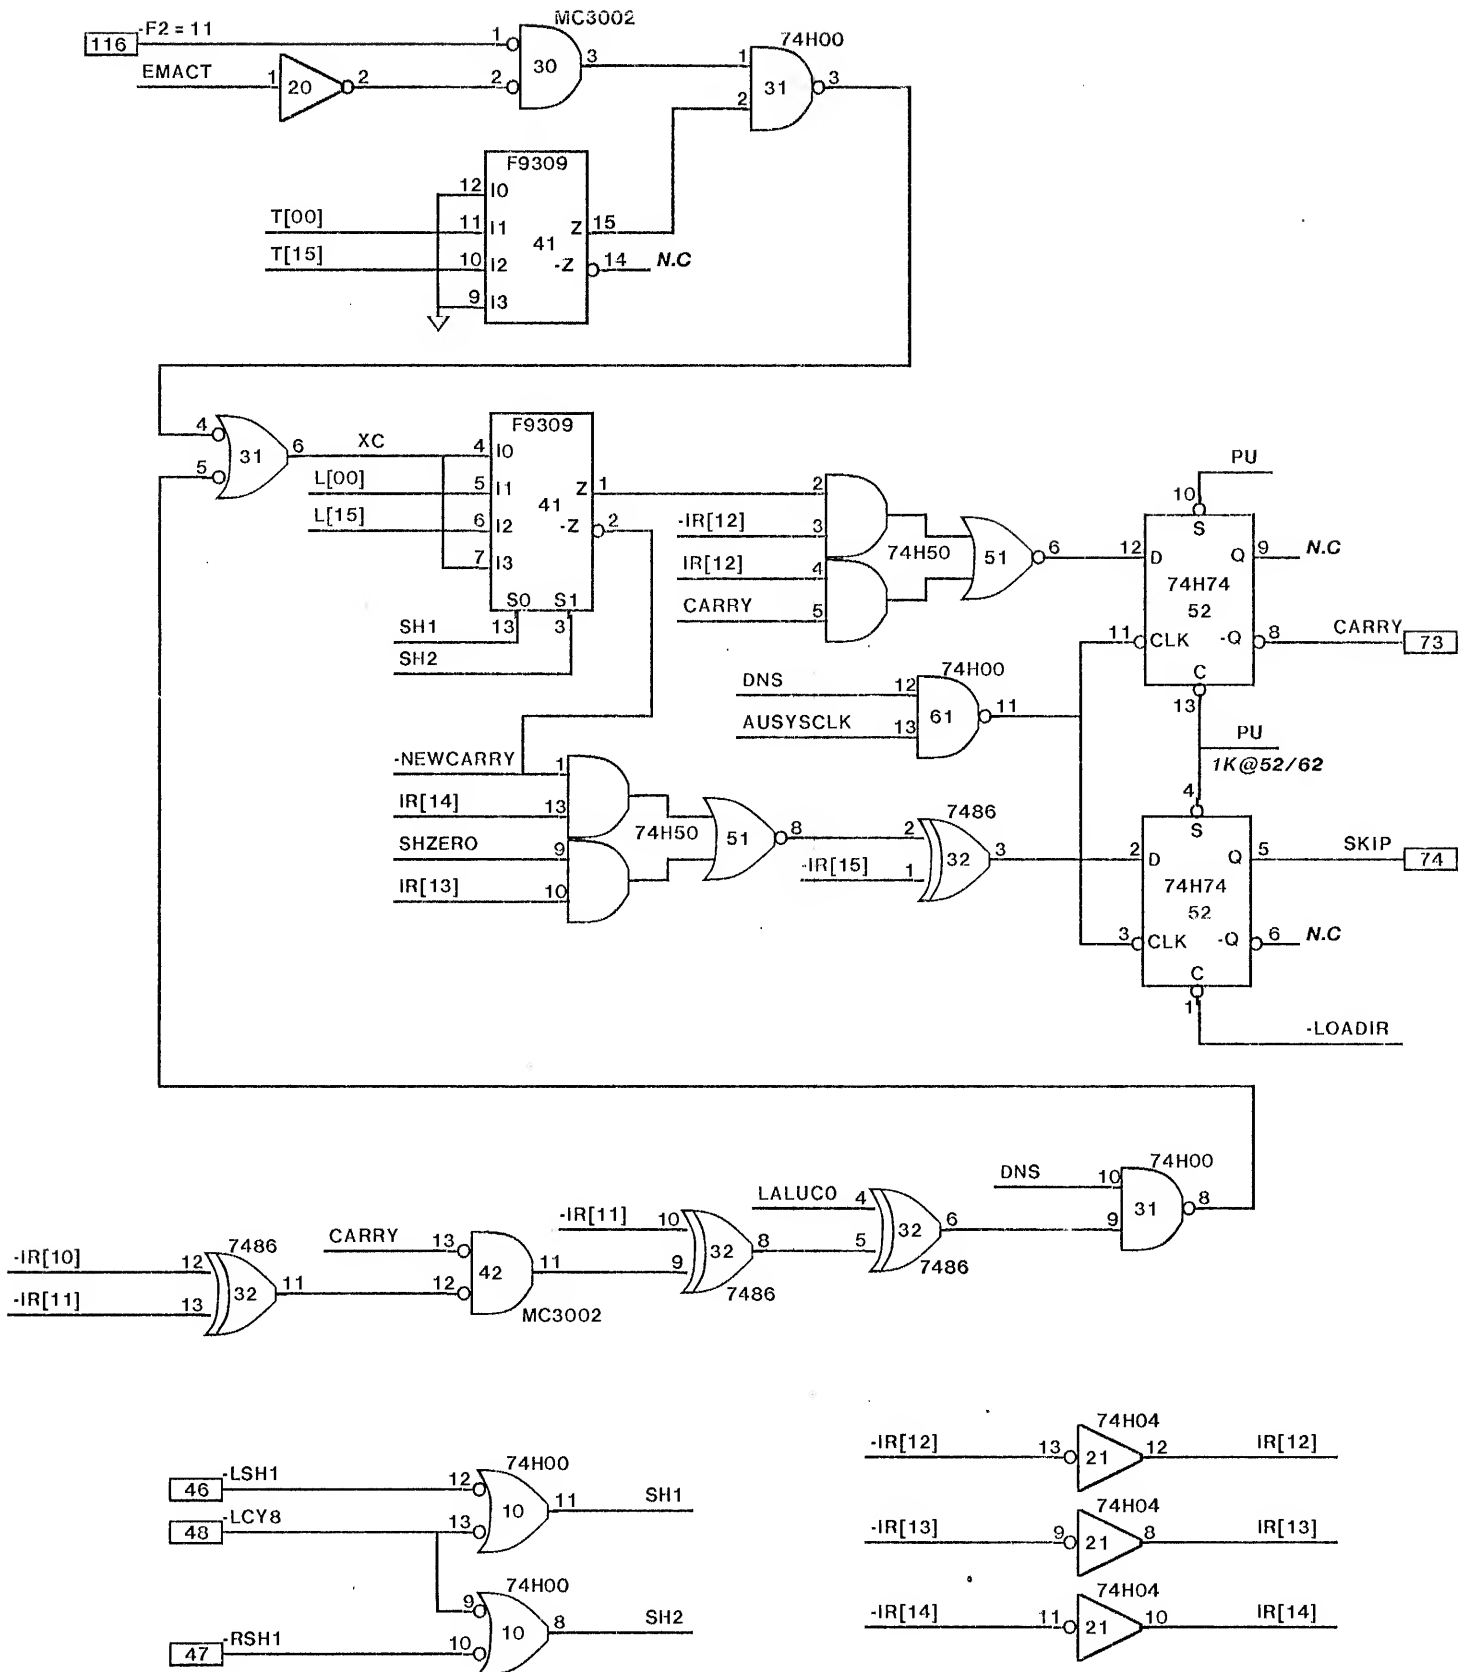 MC3002
-F2 = 11
116
1
3
30
74H00
1
3
EMACT
1
20
2
2
31
2
F9309
12
I0
T[00]
11
I1
Z
15
T[15]
10
I2
41
-Z
14
N.C
9
I3
4
31
6
XC
5
F9309
4
I0
L[00]
5
I1
Z
1
L[15]
6
I2
41
-Z
2
7
I3
S0
S1
SH1
13
3
SH2
2
-IR[12]
3
IR[12]
4
74H50
51
6
CARRY
5
PU
10
S
12
D
Q
9
N.C
74H74
52
11
CLK
-Q
8
CARRY
73
C
13
DNS
12
74H00
61
11
AUSYSCLK
13
PU
1K@52/62
-NEWCARRY
1
IR[14]
13
SHZERO
9
74H50
51
8
IR[13]
10
7486
2
32
3
-IR[15]
1
4
S
2
D
Q
5
SKIP
74
74H74
52
3
CLK
-Q
6
N.C
C
1
-LOADIR
-IR[10]
12
7486
32
11
-IR[11]
13
CARRY
13
42
11
12
MC3002
-IR[11]
10
32
8
9
7486
LALUC0
4
32
6
5
7486
DNS
10
74H00
31
8
9
74H00
46
-LSH1
12
10
11
SH1
48
-LCY8
13
74H00
9
10
8
SH2
47
-RSH1
10
74H04
-IR[12]
13
21
12
IR[12]
74H04
-IR[13]
9
21
8
IR[13]
74H04
-IR[14]
11
21
10
IR[14]